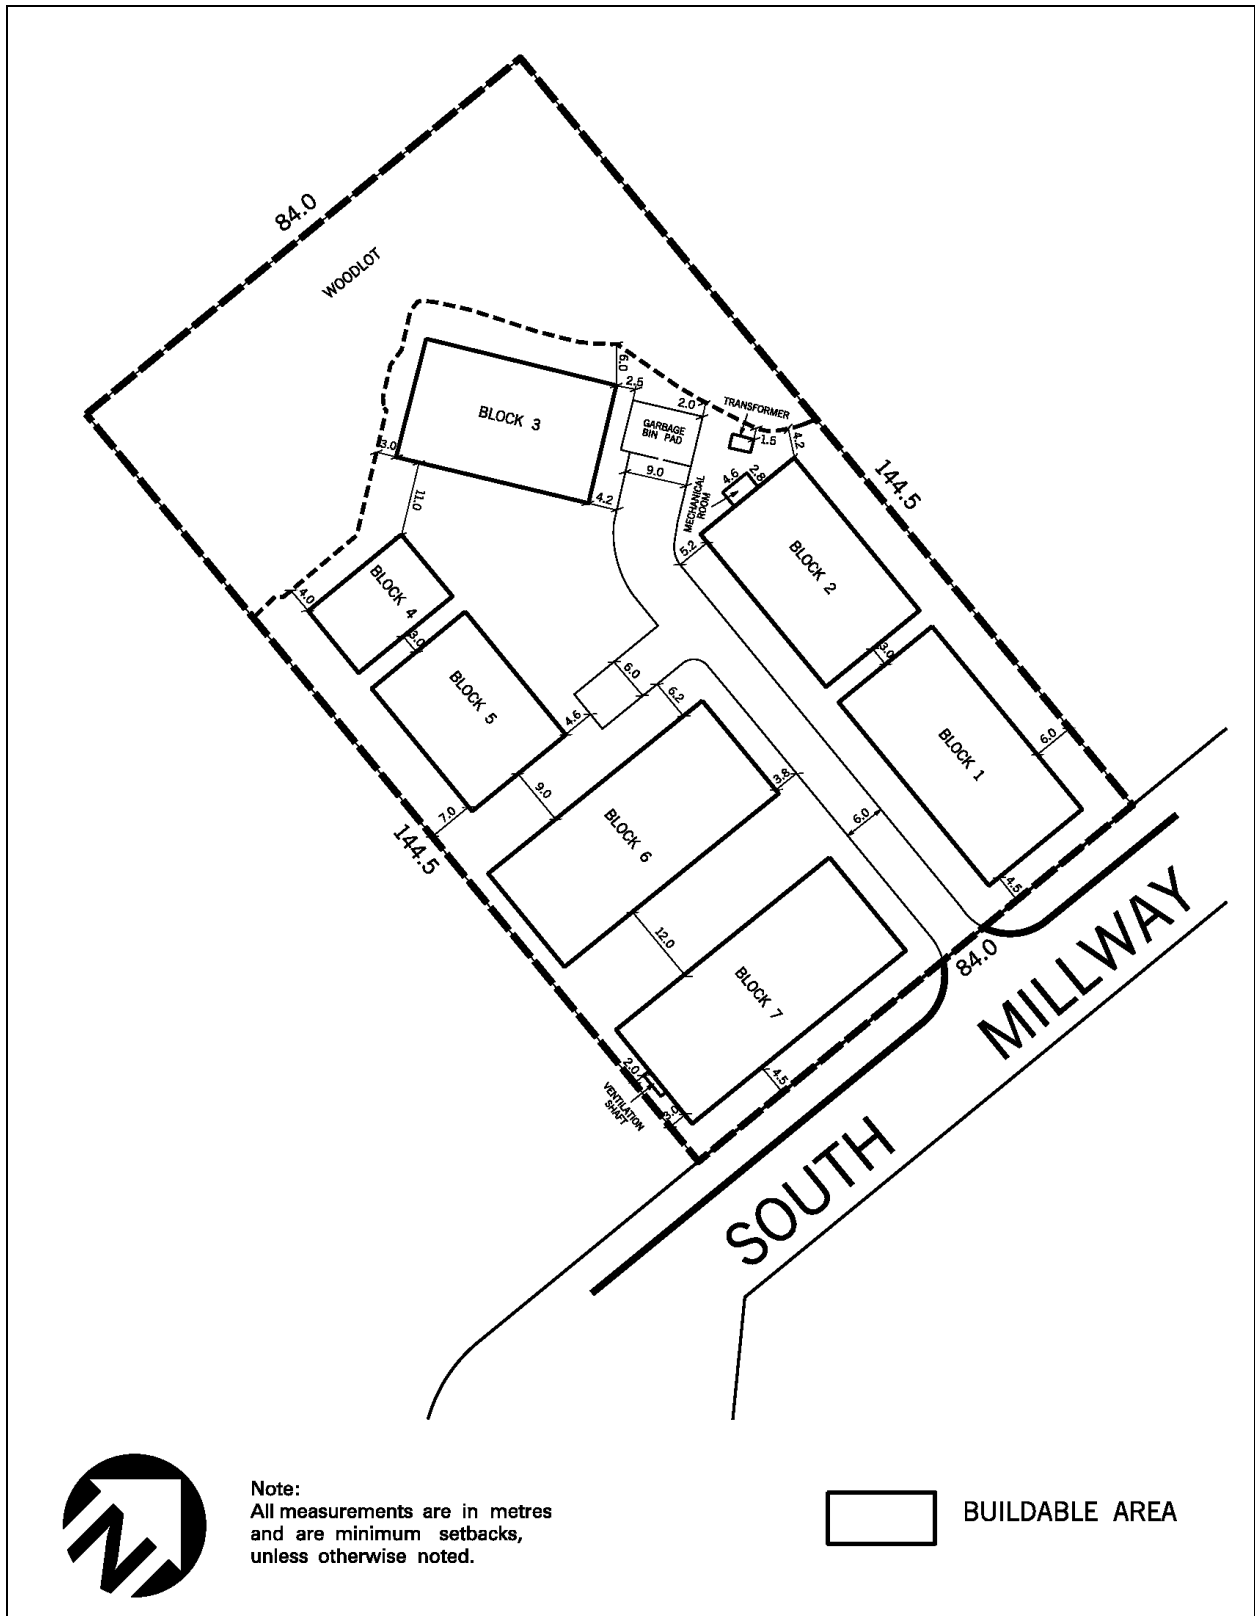 84.0
WOODLOT
6.0
2.5
2.0
TRANSFORMER
BLOCK 3
GARBAGE
BIN PAD
1.5
4.2
3.0
9.0
4.6
2.8
144.5
MECHANICAL
ROOM
11.0
4.2
5.2
BLOCK 2
BLOCK 4
4.0
3.0
3.0
6.0
6.2
BLOCK 5
4.6
BLOCK 1
6.0
9.0
3.8
7.0
6.0
144.5
BLOCK 6
4.5
12.0
84.0
BLOCK 7
MILLWAY
2.0
4.5
VENTILATION
SHAFT
SOUTH
N
Note:
All measurements are in metres
and are minimum setbacks,
unless otherwise noted.
BUILDABLE AREA